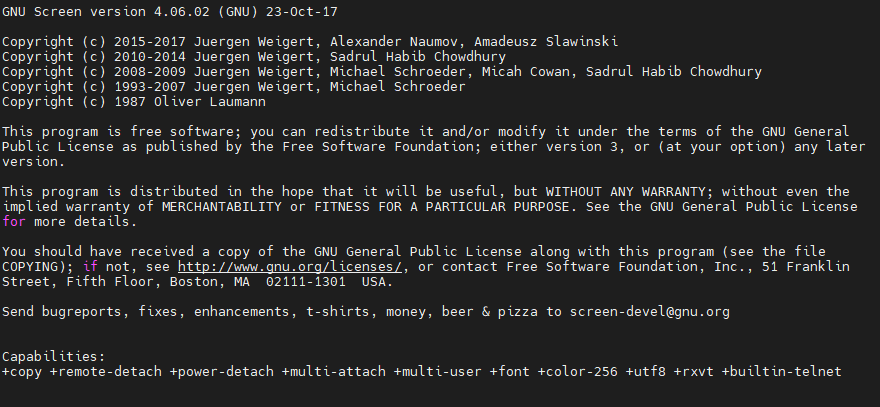 GNU Screen version 4.06.02 (GNU) 23-Oct-17
Copyright (c) 2015-2017 Juergen Weigert, Alexander Naumov, Amadeusz Slawinski
Copyright (c) 2010-2014 Juergen Weigert, Sadrul Habib Chowdhury
Copyright (c) 2008-2009 Juergen Weigert, Michael Schroeder, Micah Cowan, Sadrul Habib Chowdhury
Copyright (c) 1993-2007 Juergen Weigert, Michael Schroeder
Copyright (c) 1987 Oliver Laumann
This program is free software; you can redistribute it and/or modify it under the terms of the GNU General
Public License as published by the Free Software Foundation; either version 3, or (at your option) any later
version.
This program is distributed in the hope that it will be useful, but WITHOUT ANY WARRANTY; without even the
implied warranty of MERCHANTABILITY or FITNESS FOR A PARTICULAR PURPOSE. See the GNU General Public License
for more details.
You should have received a copy of the GNU General Public License along with this program (see the file
COPYING); if not, see http://www.gnu.org/licenses/, or contact Free Software Foundation, Inc., 51 Franklin
Street, Fifth Floor, Boston, MA  02111-1301  USA.
Send bugreports, fixes, enhancements, t-shirts, money, beer & pizza to screen-devel@gnu.org
Capabilities:
+copy +remote-detach +power-detach +multi-attach +multi-user +font +color-256 +utf8 +rxvt +builtin-telnet